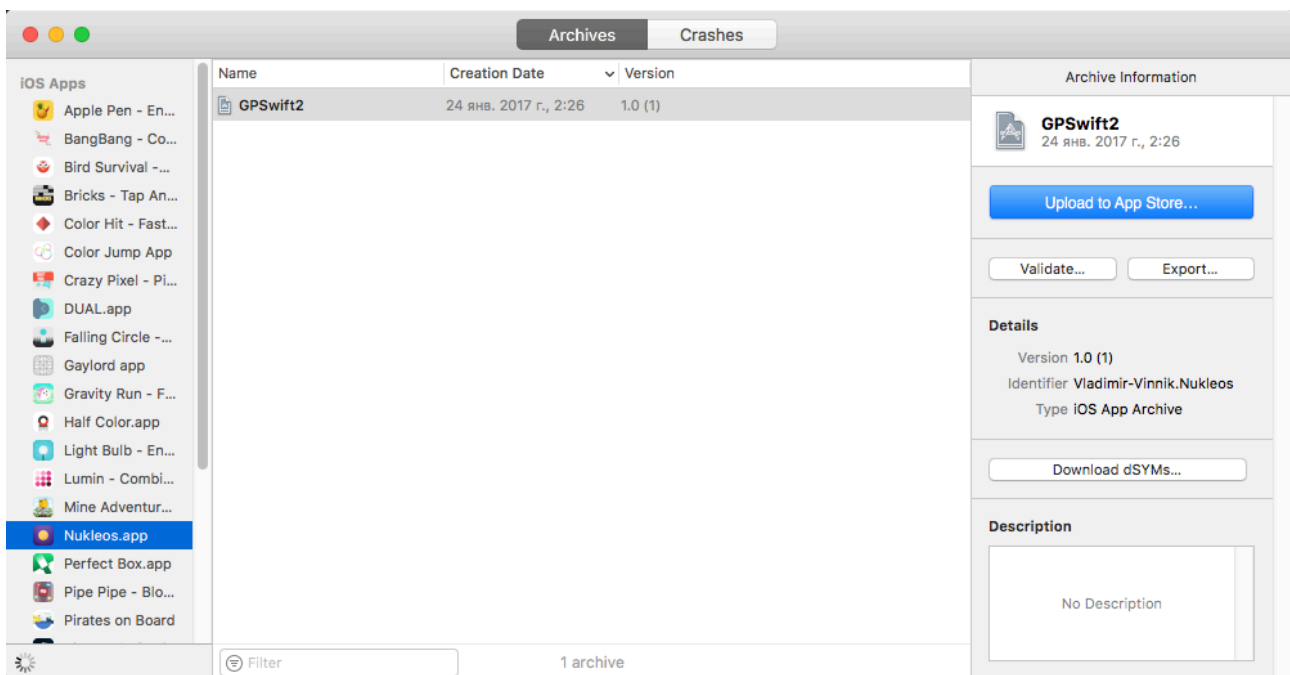 Archives
Crashes
iOS Apps
Apple Pen - En...
BangBang - Co...
Bird Survival -...
Bricks - Tap An...
Color Hit - Fast...
Color Jump App
Crazy Pixel - Pi...
DUAL.app
Falling Circle -...
Gaylord app
Gravity Run - F...
Half Color.app
Light Bulb - En...
Lumin - Combi...
Mine Adventur...
Nukleos.app
Perfect Box.app
Pipe Pipe - Blo...
Pirates on Board
Name Creation Date Version
GPSwift2 24 янв. 2017 г., 2:26 1.0 (1)
Filter
1 archive
Archive Information
GPSwift2
24 янв. 2017 г., 2:26
Upload to App Store...
Validate... Export...
Details
Version 1.0 (1)
Identifier Vladimir-Vinnik.Nukleos
Type iOS App Archive
Download dSYMs...
Description
No Description